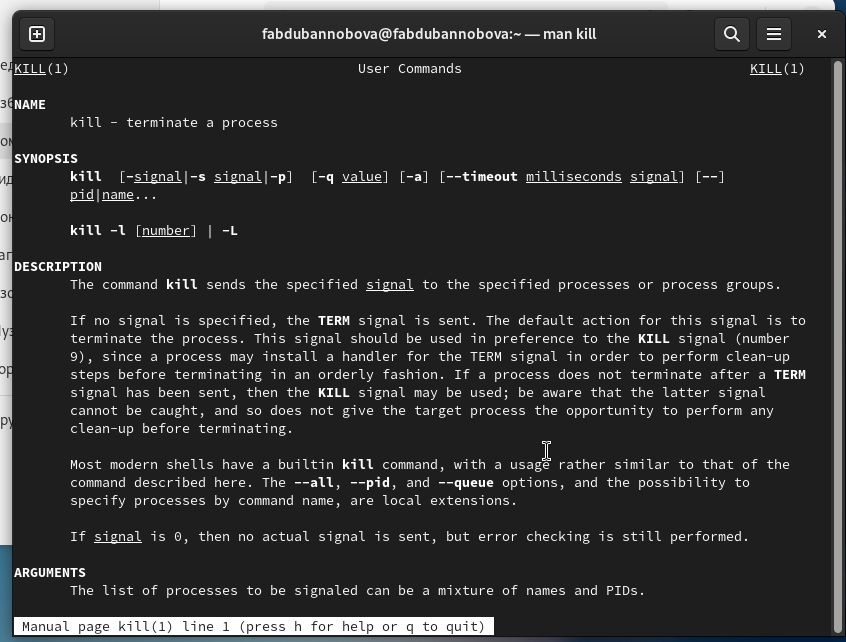 fabdubannobova@fabdubannobova:~ — man kill
KILL(1) User Commands KILL(1)
NAME
kill - terminate a process
SYNOPSIS
kill [-signal|-s signal|-p] [-q value] [-a] [--timeout milliseconds signal] [--]
pid|name...
kill -l [number] | -L
DESCRIPTION
The command kill sends the specified signal to the specified processes or process groups.
If no signal is specified, the TERM signal is sent. The default action for this signal is to
terminate the process. This signal should be used in preference to the KILL signal (number
9), since a process may install a handler for the TERM signal in order to perform clean-up
steps before terminating in an orderly fashion. If a process does not terminate after a TERM
signal has been sent, then the KILL signal may be used; be aware that the latter signal
cannot be caught, and so does not give the target process the opportunity to perform any
clean-up before terminating.
Most modern shells have a builtin kill command, with a usage rather similar to that of the
command described here. The --all, --pid, and --queue options, and the possibility to
specify processes by command name, are local extensions.
If signal is 0, then no actual signal is sent, but error checking is still performed.
ARGUMENTS
The list of processes to be signaled can be a mixture of names and PIDs.
Manual page kill(1) line 1 (press h for help or q to quit)